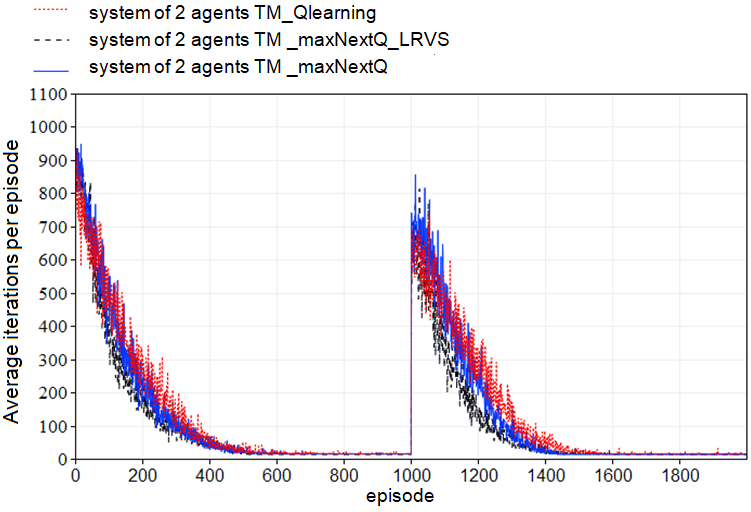 system of 2 agents TM_Qlearning
system of 2 agents TM _maxNextQ_LRVS
system of 2 agents TM _maxNextQ
1100
1000
900
800
700
600
500
400
300
200
100
0
Average iterations per episode
0 200 400 600 800 1000 1200 1400 1600 1800
episode